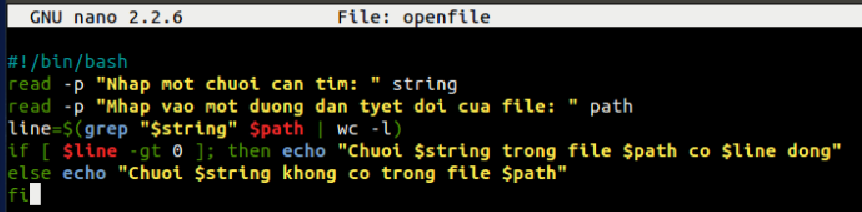 GNU nano 2.2.6 File: openfile
#!/bin/bash
read -p "Nhap mot chuoi can tim: " string
read -p "Mhap vao mot duong dan tyet doi cua file: " path
line=$(grep "$string" $path | wc -l)
if [ $line -gt 0 ]; then echo "Chuoi $string trong file $path co $line dong"
else echo "Chuoi $string khong co trong file $path"
fi